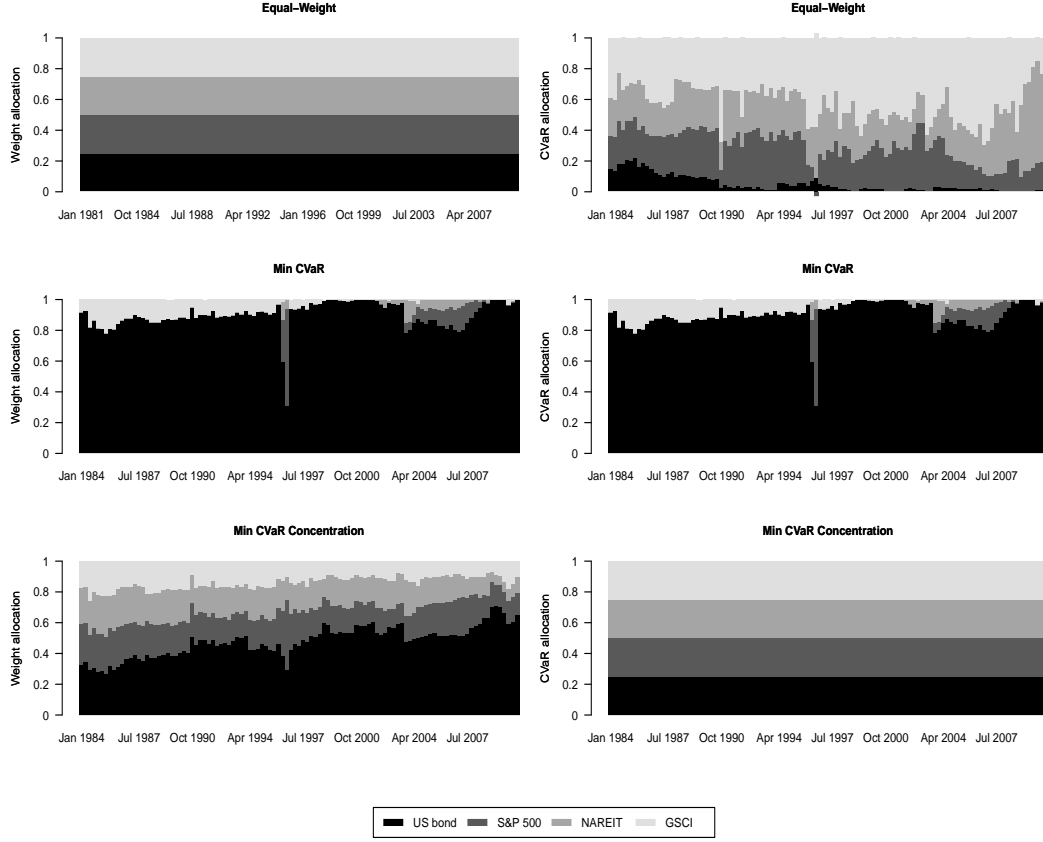 Equal−Weight
Weight allocation
1
0.8
0.6
0.4
0.2
0
Jan 1981 Oct 1984 Jul 1988 Apr 1992 Jan 1996 Oct 1999 Jul 2003 Apr 2007
Equal−Weight
CVaR allocation
1
0.8
0.6
0.4
0.2
0
Jan 1984 Jul 1987 Oct 1990 Apr 1994 Jul 1997 Oct 2000 Apr 2004 Jul 2007
Min CVaR
Weight allocation
1
0.8
0.6
0.4
0.2
0
Jan 1984 Jul 1987 Oct 1990 Apr 1994 Jul 1997 Oct 2000 Apr 2004 Jul 2007
Min CVaR
CVaR allocation
1
0.8
0.6
0.4
0.2
0
Jan 1984 Jul 1987 Oct 1990 Apr 1994 Jul 1997 Oct 2000 Apr 2004 Jul 2007
Min CVaR Concentration
Weight allocation
1
0.8
0.6
0.4
0.2
0
Jan 1984 Jul 1987 Oct 1990 Apr 1994 Jul 1997 Oct 2000 Apr 2004 Jul 2007
Min CVaR Concentration
CVaR allocation
1
0.8
0.6
0.4
0.2
0
Jan 1984 Jul 1987 Oct 1990 Apr 1994 Jul 1997 Oct 2000 Apr 2004 Jul 2007
US bond S&P 500 NAREIT GSCI